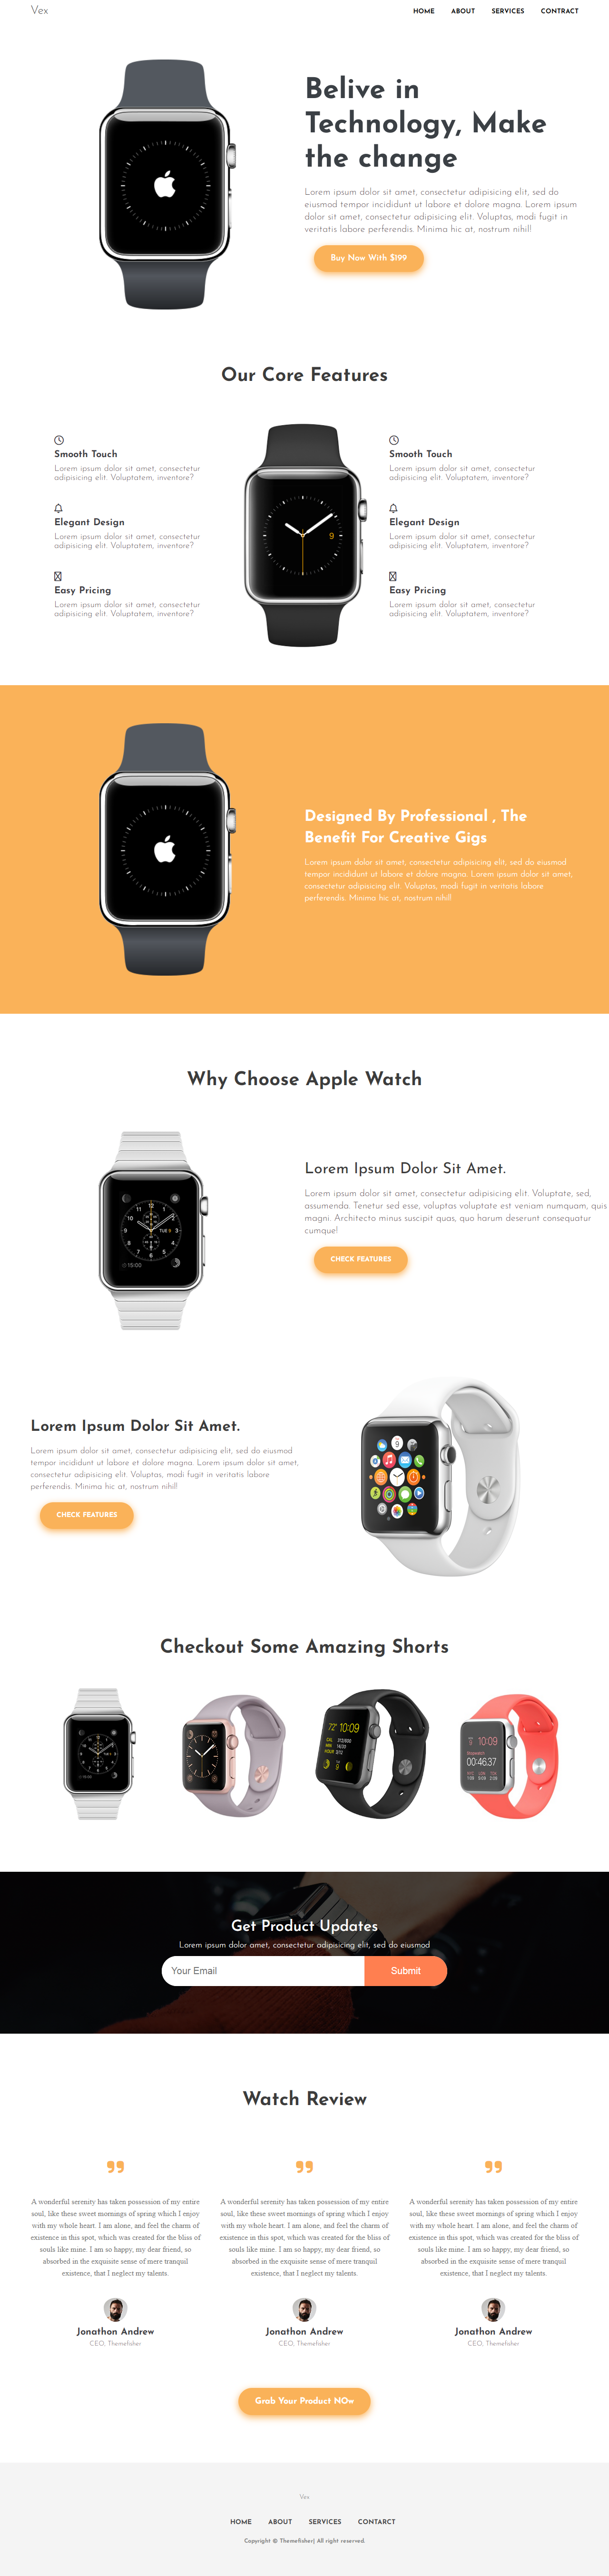 Vex
HOME ABOUT SERVICES CONTRACT
Belive in
Technology, Make
the change
Lorem ipsum dolor sit amet, consectetur adipisicing elit, sed do
eiusmod tempor incididunt ut labore et dolore magna. Lorem ipsum
dolor sit amet, consectetur adipisicing elit. Voluptas, modi fugit in
veritatis labore perferendis. Minima hic at, nostrum nihil!
Buy Now With $199
Our Core Features
Smooth Touch
Lorem ipsum dolor sit amet, consectetur
adipisicing elit. Voluptatem, inventore?
Elegant Design
Lorem ipsum dolor sit amet, consectetur
adipisicing elit. Voluptatem, inventore?
Easy Pricing
Lorem ipsum dolor sit amet, consectetur
adipisicing elit. Voluptatem, inventore?
9
Smooth Touch
Lorem ipsum dolor sit amet, consectetur
adipisicing elit. Voluptatem, inventore?
Elegant Design
Lorem ipsum dolor sit amet, consectetur
adipisicing elit. Voluptatem, inventore?
Easy Pricing
Lorem ipsum dolor sit amet, consectetur
adipisicing elit. Voluptatem, inventore?
Designed By Professional , The
Benefit For Creative Gigs
Lorem ipsum dolor sit amet, consectetur adipisicing elit, sed do eiusmod
tempor incididunt ut labore et dolore magna. Lorem ipsum dolor sit amet,
consectetur adipisicing elit. Voluptas, modi fugit in veritatis labore
perferendis. Minima hic at, nostrum nihil!
Why Choose Apple Watch
TUE 9
15:00
Lorem Ipsum Dolor Sit Amet.
Lorem ipsum dolor sit amet, consectetur adipisicing elit. Voluptate, sed,
assumenda. Tenetur sed esse, voluptas voluptate est veniam numquam, quis
magni. Architecto minus suscipit quas, quo harum deserunt consequatur
cumque!
CHECK FEATURES
Lorem Ipsum Dolor Sit Amet.
Lorem ipsum dolor sit amet, consectetur adipisicing elit, sed do eiusmod
tempor incididunt ut labore et dolore magna. Lorem ipsum dolor sit amet,
consectetur adipisicing elit. Voluptas, modi fugit in veritatis labore
perferendis. Minima hic at, nostrum nihil!
CHECK FEATURES
9
Checkout Some Amazing Shorts
72° 10:09
10:09
00:46.37
Get Product Updates
Lorem ipsum dolor amet, consectetur adipisicing elit, sed do eiusmod
Your Email Submit
Watch Review
A wonderful serenity has taken possession of my entire
soul, like these sweet mornings of spring which I enjoy
with my whole heart. I am alone, and feel the charm of
existence in this spot, which was created for the bliss of
souls like mine. I am so happy, my dear friend, so
absorbed in the exquisite sense of mere tranquil
existence, that I neglect my talents.
Jonathon Andrew
CEO, Themefisher
A wonderful serenity has taken possession of my entire
soul, like these sweet mornings of spring which I enjoy
with my whole heart. I am alone, and feel the charm of
existence in this spot, which was created for the bliss of
souls like mine. I am so happy, my dear friend, so
absorbed in the exquisite sense of mere tranquil
existence, that I neglect my talents.
Jonathon Andrew
CEO, Themefisher
A wonderful serenity has taken possession of my entire
soul, like these sweet mornings of spring which I enjoy
with my whole heart. I am alone, and feel the charm of
existence in this spot, which was created for the bliss of
souls like mine. I am so happy, my dear friend, so
absorbed in the exquisite sense of mere tranquil
existence, that I neglect my talents.
Jonathon Andrew
CEO, Themefisher
Grab Your Product NOw
Vex
HOME ABOUT SERVICES CONTARCT
Copyright © Themefisher| All right reserved.